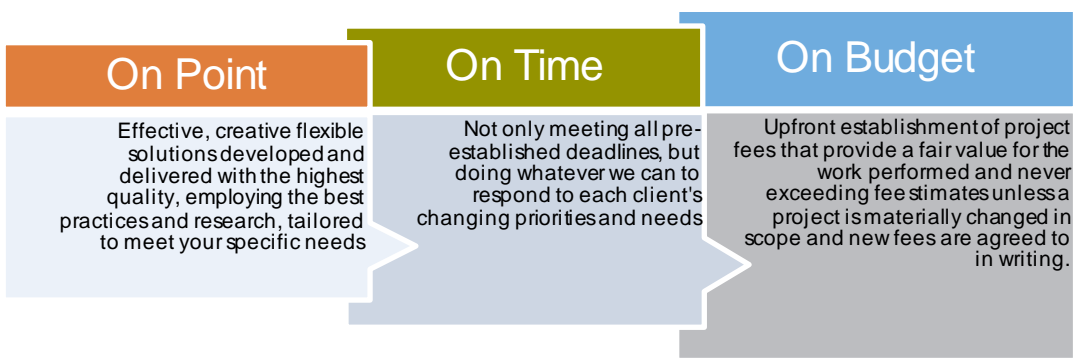 On Point
Effective, creative flexible
solutions developed and
delivered with the highest
quality, employing the best
practices and research, tailored
to meet your specific needs
On Time
Not only meeting all pre-
established deadlines, but
doing whatever we can to
respond to each client's
changing priorities and needs
On Budget
Upfront establishment of project
fees that provide a fair value for the
work performed and never
exceeding fee stimates unless a
project is materially changed in
scope and new fees are agreed to
in writing.